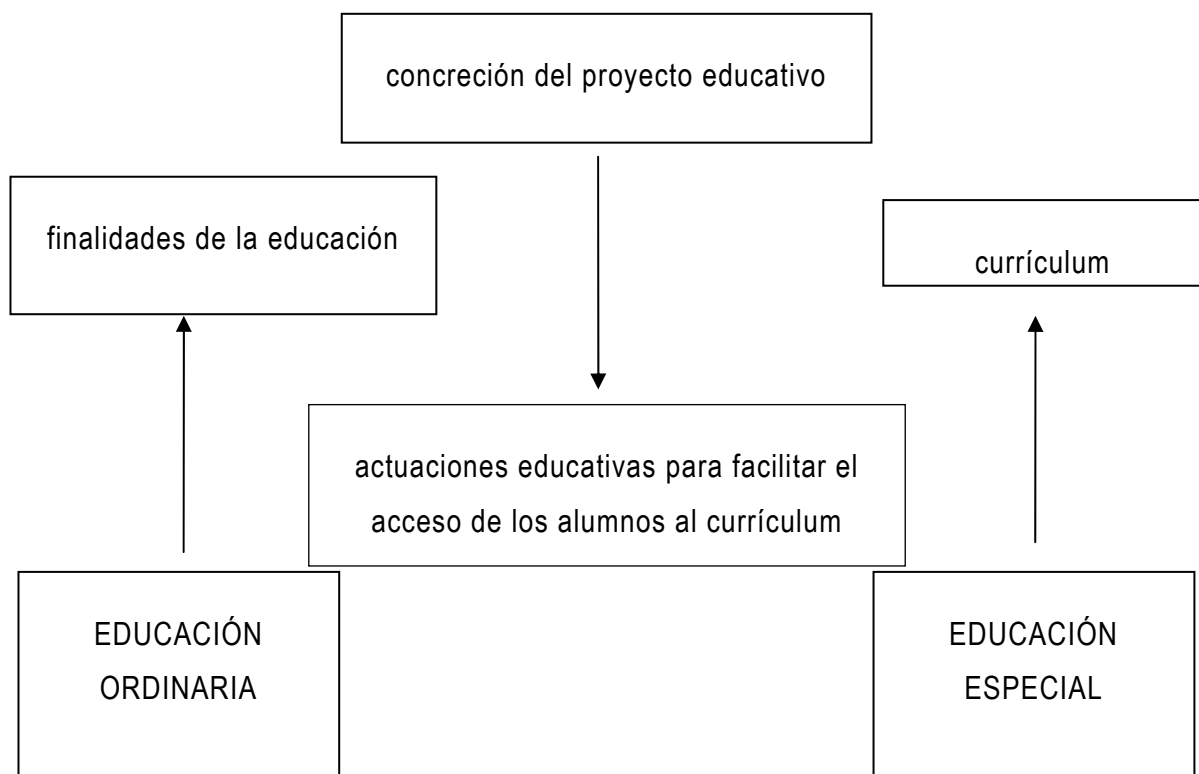 concreción del proyecto educativo
finalidades de la educación
currículum
actuaciones educativas para facilitar el
acceso de los alumnos al currículum
EDUCACIÓN
ORDINARIA
EDUCACIÓN
ESPECIAL